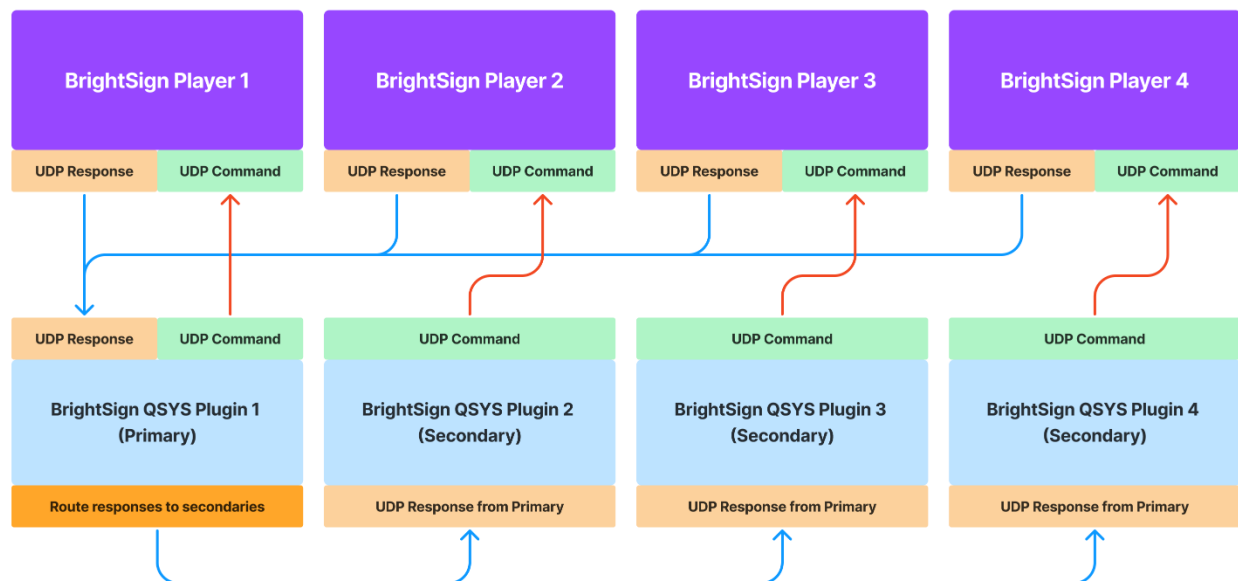 BrightSign Player 1
BrightSign Player 2
BrightSign Player 3
BrightSign Player 4
UDP Response
UDP Command
UDP Response
UDP Command
UDP Response
UDP Command
UDP Response
UDP Command
UDP Response
UDP Command
UDP Command
UDP Command
UDP Command
BrightSign QSYS Plugin 1
(Primary)
BrightSign QSYS Plugin 2
(Secondary)
BrightSign QSYS Plugin 3
(Secondary)
BrightSign QSYS Plugin 4
(Secondary)
Route responses to secondaries
UDP Response from Primary
UDP Response from Primary
UDP Response from Primary